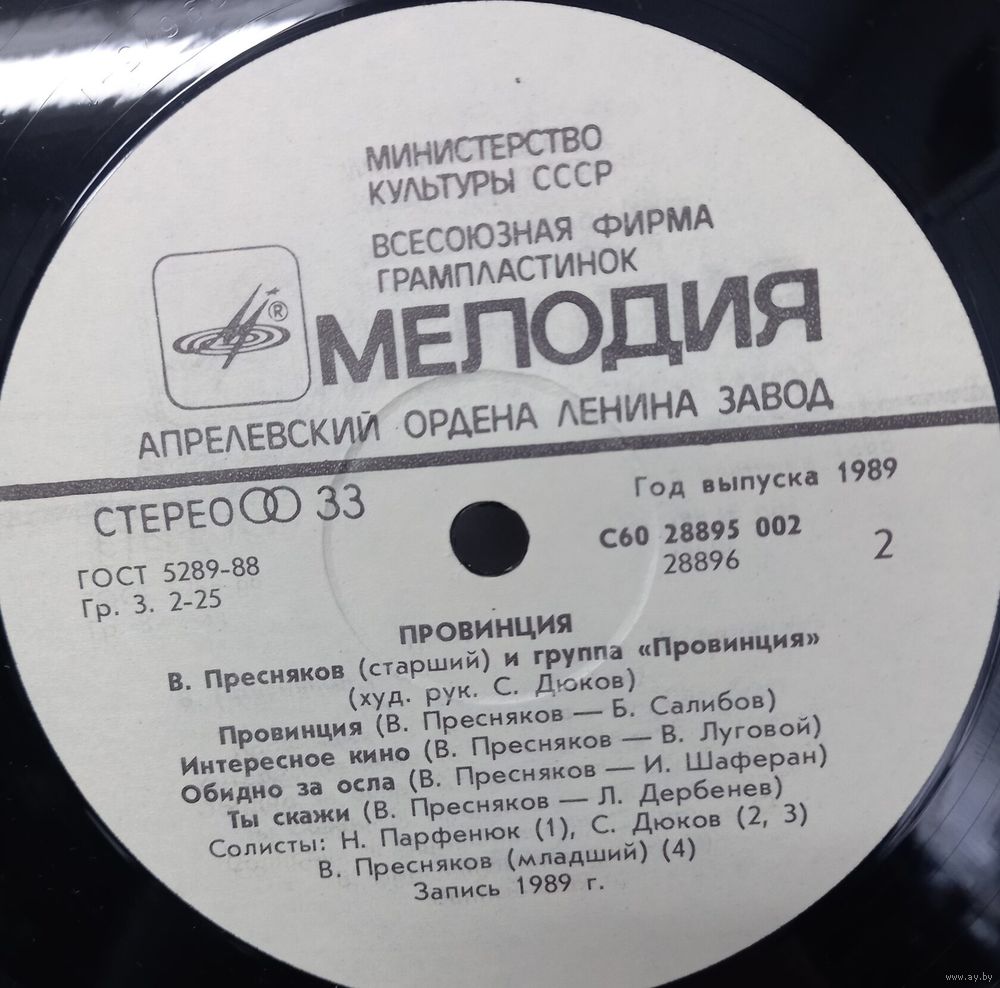 МИНИСТЕРСТВО
КУЛЬТУРЫ СССР
ВСЕСОЮЗНАЯ ФИРМА
ГРАМПЛАСТИНОК
®
МЕЛОДИЯ
АПРЕЛЕВСКИЙ ОРДЕНА ЛЕНИНА ЗАВОД
СТЕРЕО 33
Год выпуска 1989
ГОСТ 5289-88
Гр. 3. 2-25
С60 28895 002
28896
2
ПРОВИНЦИЯ
В. Пресняков (старший) и группа «Провинция»
(худ. рук. С. Дюков)
Провинция (В. Пресняков — Б. Салибов)
Интересное кино (В. Пресняков — В. Луговой)
Обидно за осла (В. Пресняков — И. Шаферан)
Ты скажи (В. Пресняков — Л. Дербенев)
Солисты: Н. Парфенюк (1), С. Дюков (2, 3)
В. Пресняков (младший) (4)
Запись 1989 г.
www.ay.by